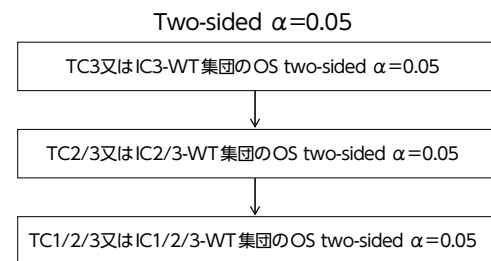 Two-sided α=0.05
TC3又はIC3-WT集団のOS two-sided α=0.05
TC2/3又はIC2/3-WT集団のOS two-sided α=0.05
TC1/2/3又はIC1/2/3-WT集団のOS two-sided α=0.05